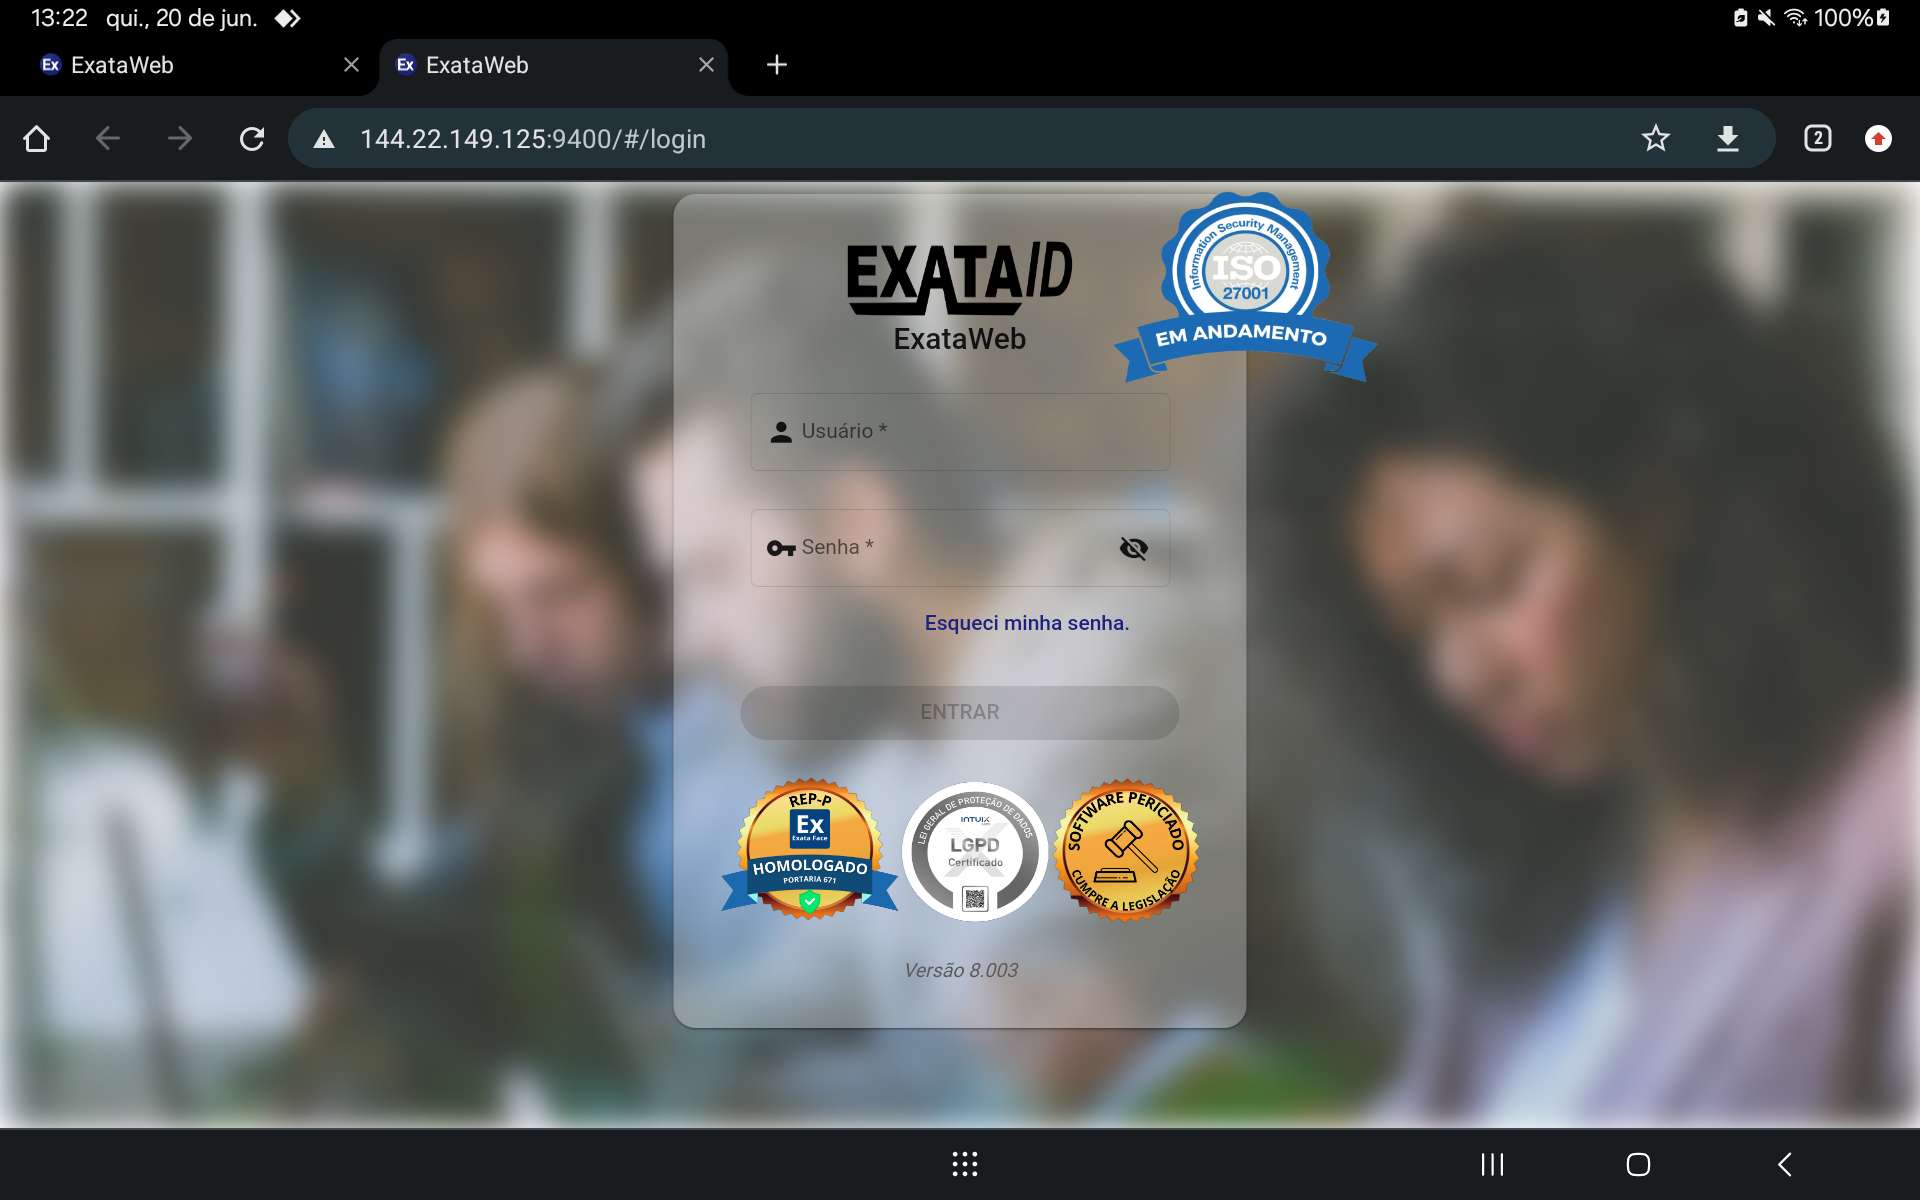 13:22 qui., 20 de jun. 100%
Ex ExataWeb
Ex ExataWeb
144.22.149.125:9400/#/login
2
EXATAID
ExataWeb
Information Security Management
ISO
27001
EM ANDAMENTO
Usuário *
Senha *
Esqueci minha senha.
ENTRAR
REP-P
Ex
Exata Face
HOMOLOGADO
PORTARIA 671
LEI GERAL DE PROTEÇÃO DE DADOS
INTUIX
LGPD
Certificado
SOFTWARE PERICIADO
CUMPRE A LEGISLAÇÃO
Versão 8.003